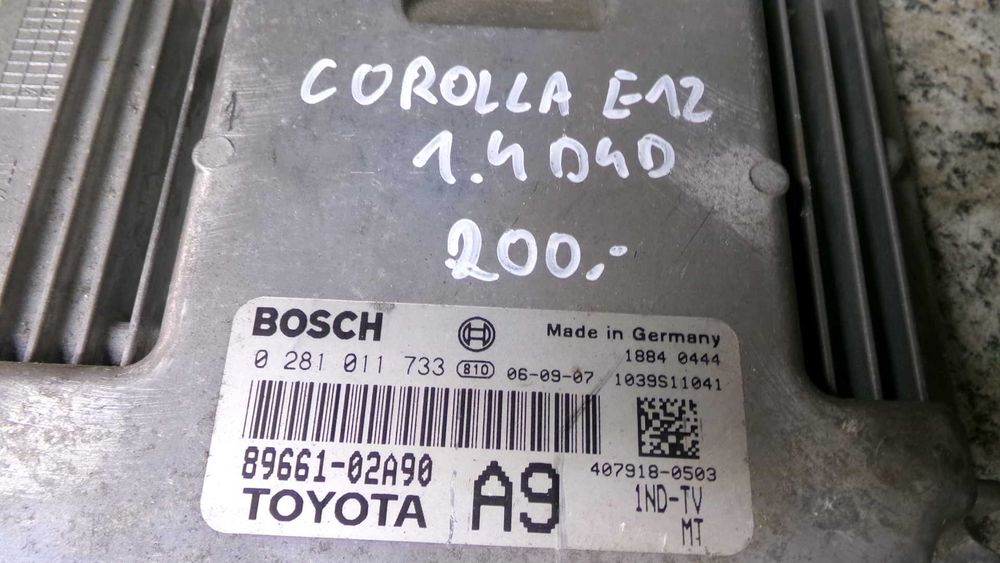 COROLLA E12
1.4 D4D
200.-
BOSCH Made in Germany
1884 0444
0 281 011 733 810 06-09-07 1039S11041
89661-02A90 A9 407918-0503
TOYOTA 1ND-TV
MT